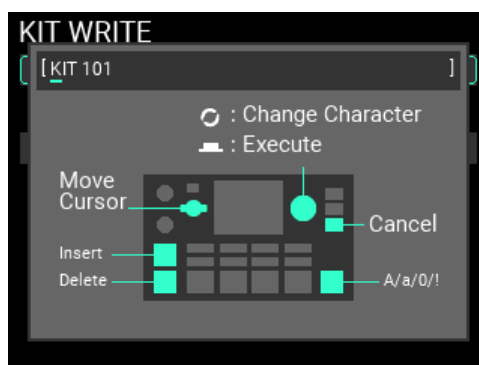 KIT WRITE
[KIT 101 ]
: Change Character
: Execute
Move
Cursor
Cancel
Insert
Delete
A/a/0/!